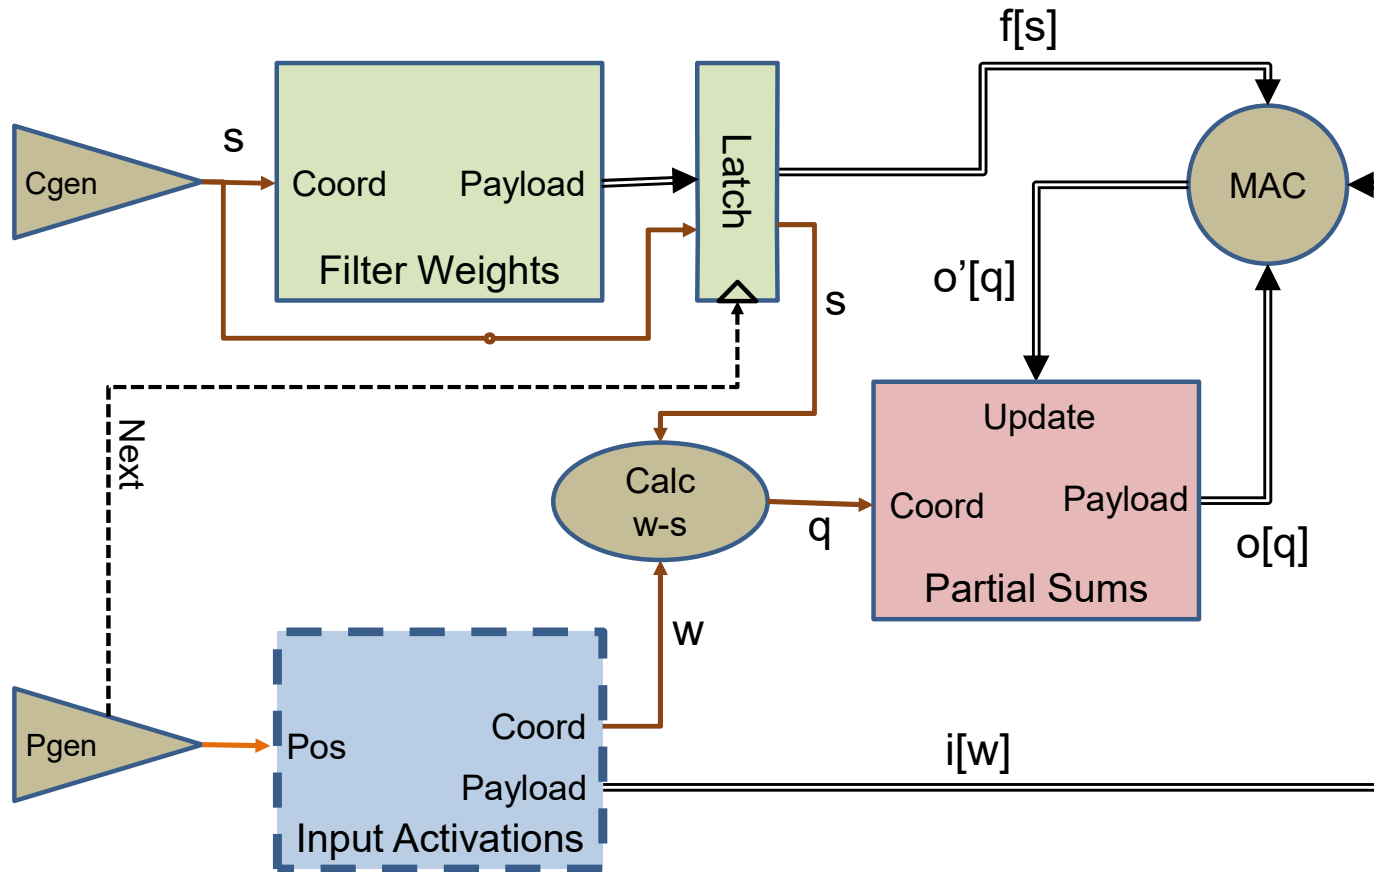 f[s]
s
Cgen
Coord
Payload
Filter Weights
Latch
MAC
o'[q]
s
Next
Update
Calc
w-s
q
Coord
Payload
o[q]
Partial Sums
w
Pgen
Pos
Coord
Payload
i[w]
Input Activations